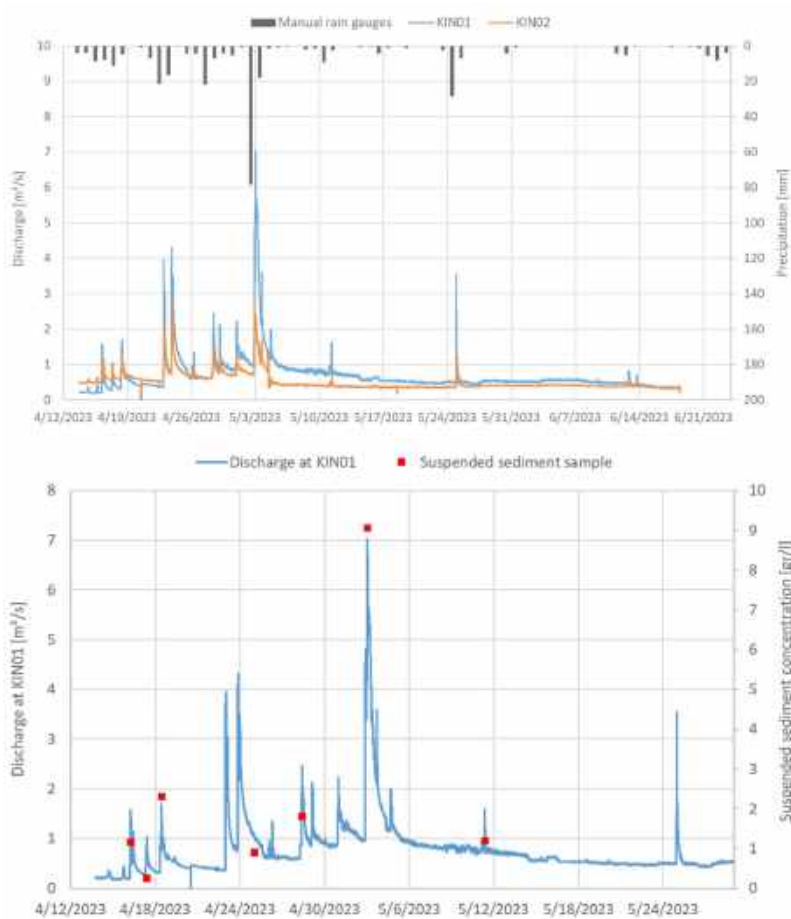 Manual rain gauges KIN01 KIN02
10 0
9 20
8 40
7 60
6 80
5 100
4 120
3 140
2 160
1 180
0 200
Discharge [m³/s]
Precipitation [mm]
4/12/2023 4/19/2023 4/26/2023 5/3/2023 5/10/2023 5/17/2023 5/24/2023 5/31/2023 6/7/2023 6/14/2023 6/21/2023
Discharge at KIN01 Suspended sediment sample
8 10
7 9
6 8
5 7
4 6
3 5
2 4
1 3
0 2
1
0
Discharge at KIN01 [m³/s]
Suspended sediment concentration [gr/l]
4/12/2023 4/18/2023 4/24/2023 4/30/2023 5/6/2023 5/12/2023 5/18/2023 5/24/2023